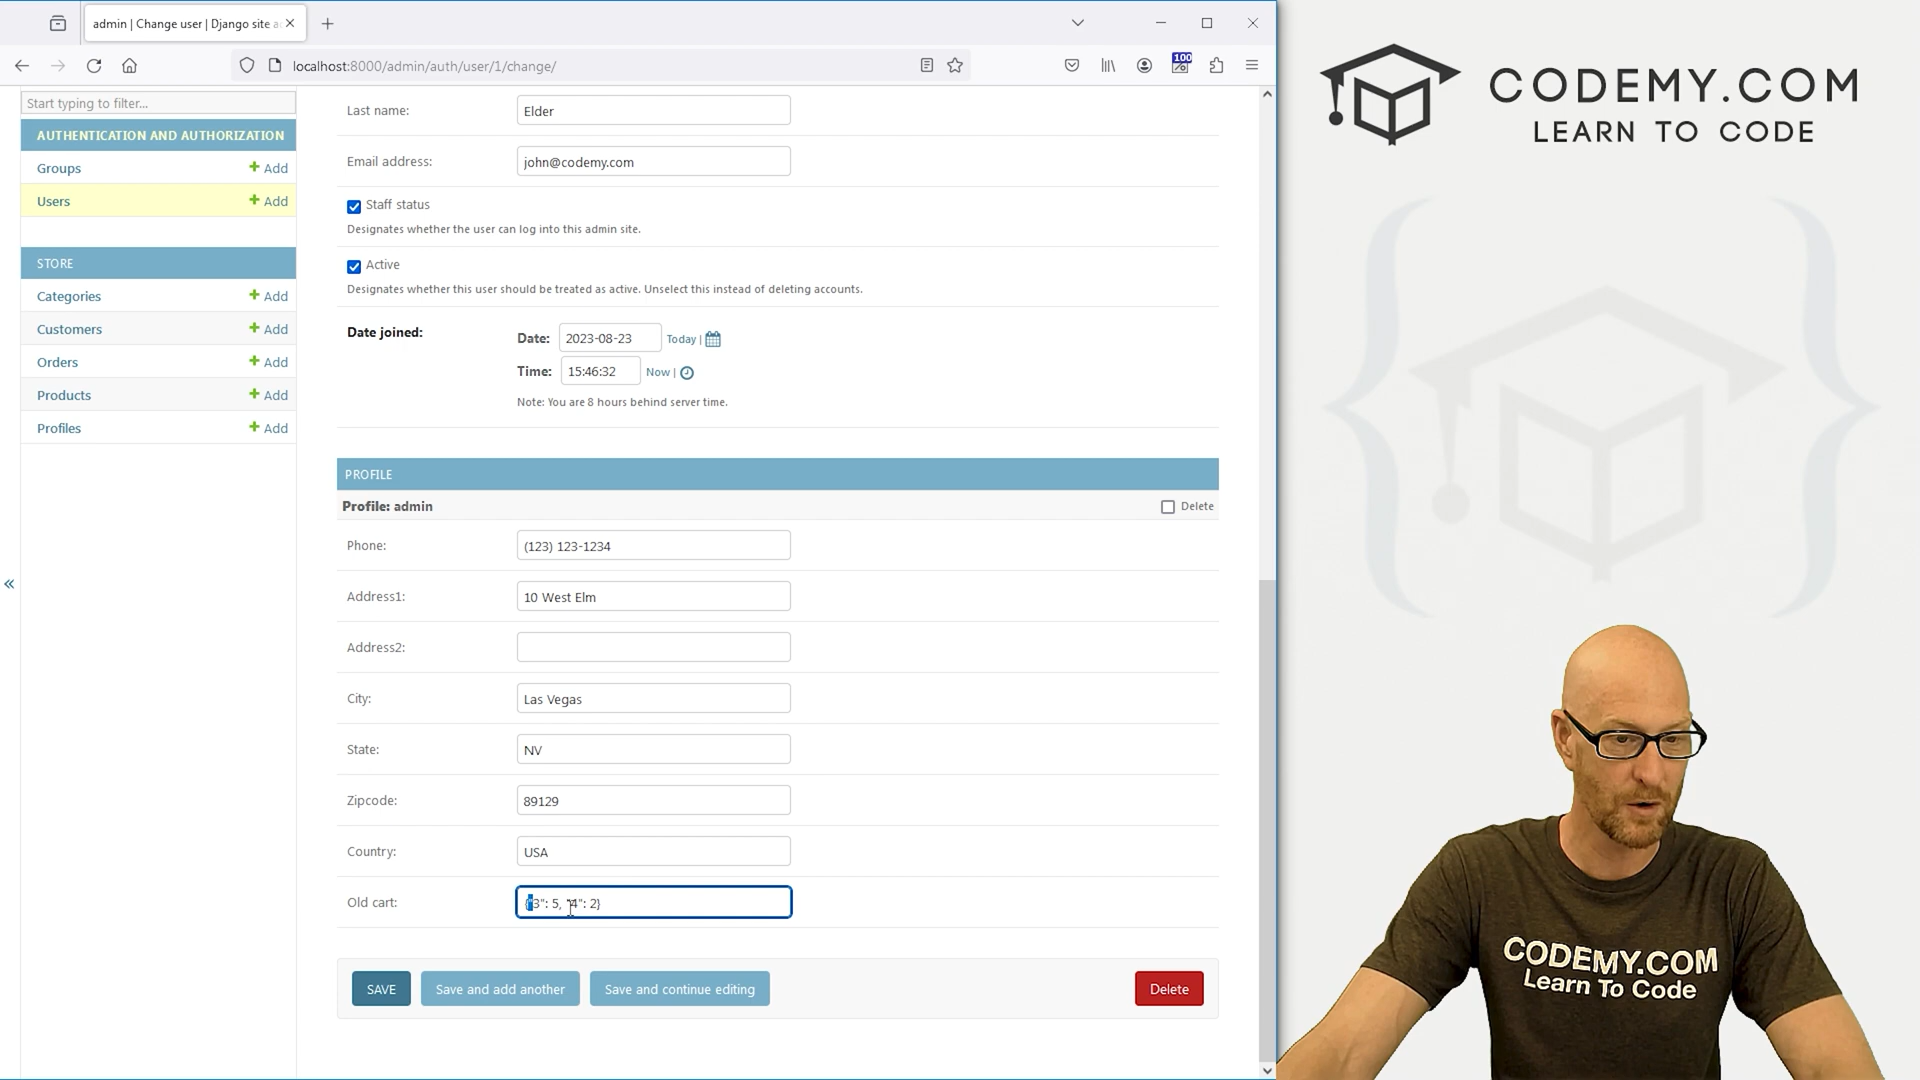 admin | Change user | Django site a
localhost:8000/admin/auth/user/1/change/
100
Start typing to filter...
AUTHENTICATION AND AUTHORIZATION
Groups + Add
Users + Add
STORE
Categories + Add
Customers + Add
Orders + Add
Products + Add
Profiles + Add
«
Last name: Elder
Email address: john@codemy.com
Staff status
Designates whether the user can log into this admin site.
Active
Designates whether this user should be treated as active. Unselect this instead of deleting accounts.
Date joined:
Date: 2023-08-23 Today |
Time: 15:46:32 Now |
Note: You are 8 hours behind server time.
PROFILE
Profile: admin Delete
Phone: (123) 123-1234
Address1: 10 West Elm
Address2:
City: Las Vegas
State: NV
Zipcode: 89129
Country: USA
Old cart: {"3": 5, "4": 2}
SAVE Save and add another Save and continue editing Delete
CODEMY.COM
LEARN TO CODE
CODEMY.COM
Learn To Code